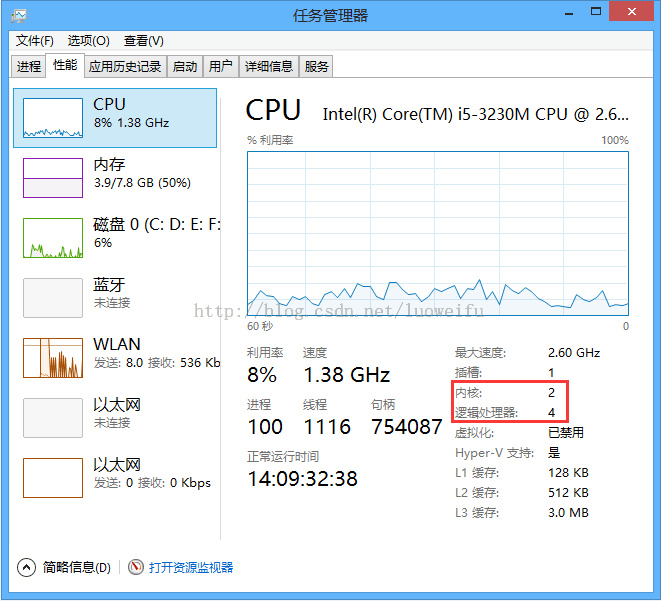 任务管理器
文件(F) 选项(O) 查看(V)
进程 性能 应用历史记录 启动 用户 详细信息 服务
CPU
8% 1.38 GHz
内存
3.9/7.8 GB (50%)
磁盘 0 (C: D: E: F:
6%
蓝牙
未连接
WLAN
发送: 8.0 接收: 536 Kb
以太网
未连接
以太网
发送: 0 接收: 0 Kbps
CPU Intel(R) Core(TM) i5-3230M CPU @ 2.6...
% 利用率 100%
http://blog.csdn.net/luoweifu
60 秒 0
利用率 速度
8% 1.38 GHz
进程 线程 句柄
100 1116 754087
正常运行时间
14:09:32:38
最大速度: 2.60 GHz
插槽: 1
内核: 2
逻辑处理器: 4
虚拟化: 已禁用
Hyper-V 支持: 是
L1 缓存: 128 KB
L2 缓存: 512 KB
L3 缓存: 3.0 MB
简略信息(D) 打开资源监视器